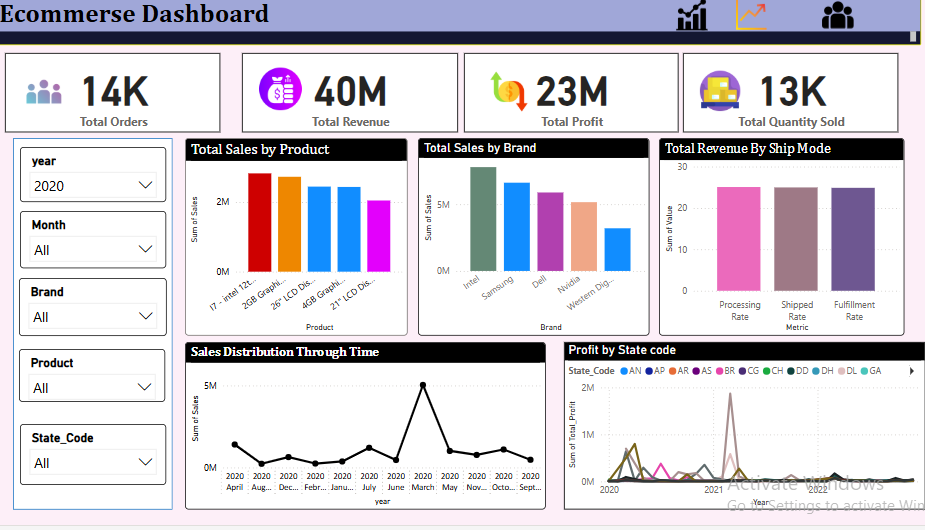 Ecommerse Dashboard
14K
Total Orders
40M
Total Revenue
23M
Total Profit
13K
Total Quantity Sold
year
2020
Month
All
Brand
All
Product
All
State_Code
All
Total Sales by Product
Sum of Sales
2M
0M
I7 - intel 12t...
2GB Graphi...
26" LCD Dis...
4GB Graphi...
21" LCD Dis...
Product
Total Sales by Brand
Sum of Sales
5M
0M
Intel
Samsung
Dell
Nvidia
Western Dig...
Brand
Total Revenue By Ship Mode
Sum of Value
30
20
10
0
Processing Rate
Shipped Rate
Fulfillment Rate
Metric
Sales Distribution Through Time
Sum of Sales
5M
0M
2020 2020 2020 2020 2020 2020 2020 2020 2020 2020 2020 2020
April Aug... Dec... Febr... Janu... July June March May Nov... Octo... Sept...
year
Profit by State code
State_Code AN AP AR AS BR CG CH DD DH DL GA
Sum of Total_Profit
2M
1M
0M
2020 2021 2022
Year
Activate Windows
Go to Settings to activate Win